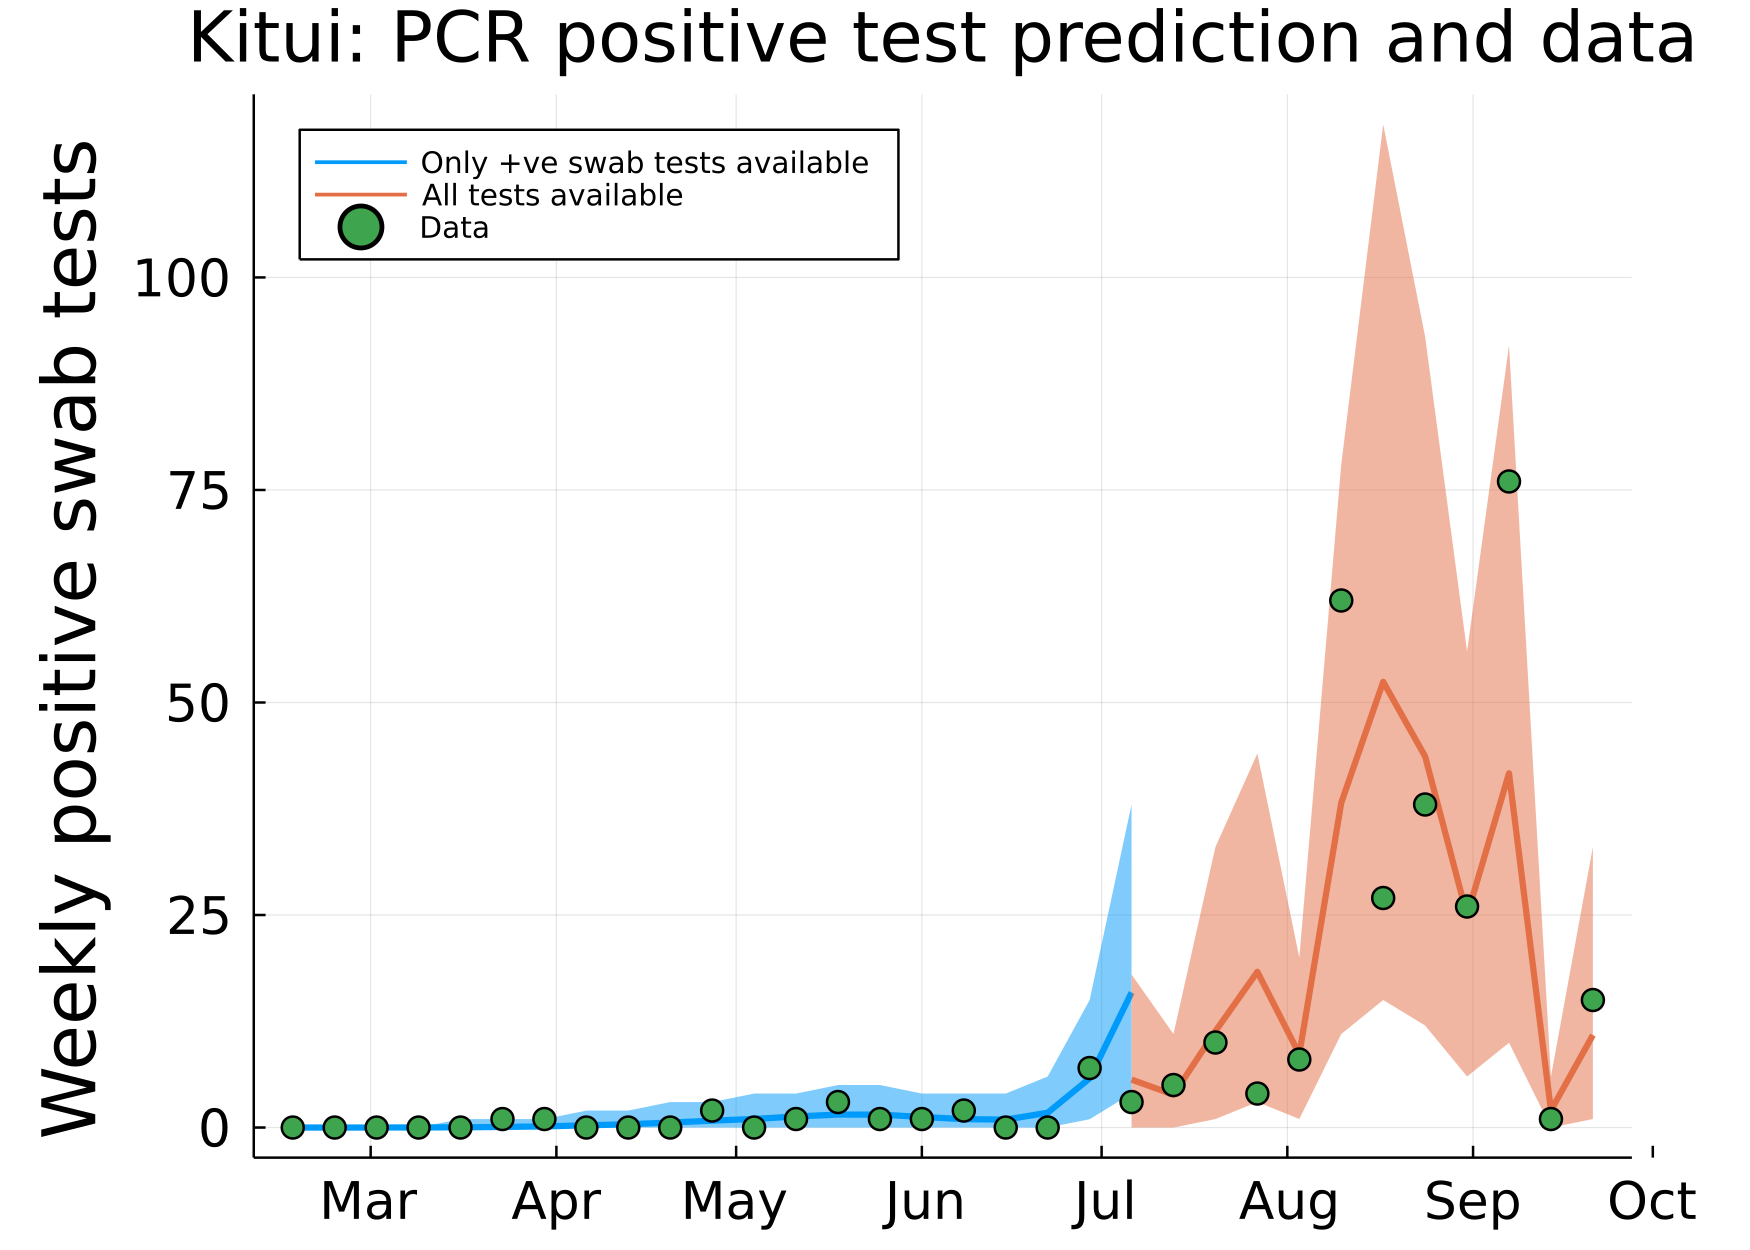 Kitui: PCR positive test prediction and data
Weekly positive swab tests
Only +ve swab tests available
All tests available
Data
100
75
50
25
0
Mar Apr May Jun Jul Aug Sep Oct